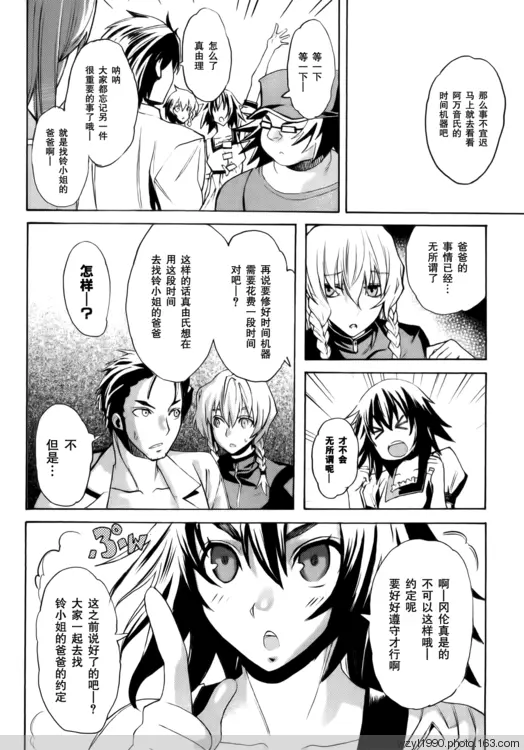 那么事不宜迟
马上就去看看
阿万音氏的
时间机器吧
等一下
等一下—
怎么了
真由理
呐呐
大家都忘记另一件
很重要的事了哦—
就是找铃小姐的
爸爸啊—
爸爸的
事情已经…
无所谓了
才不会
无所谓呢—
再说要修好时间机器
需要花费一段时间
对吧—？
这样的话真由氏想在
用这段时间
去找铃小姐的爸爸
怎样—？
不
但是…
啊—冈伦真是的
不可以这样哦—
约定呢
要好好遵守才行啊
这之前说好了的吧—？
大家一起去找
铃小姐的爸爸的约定
zyl1990.photo.163.com